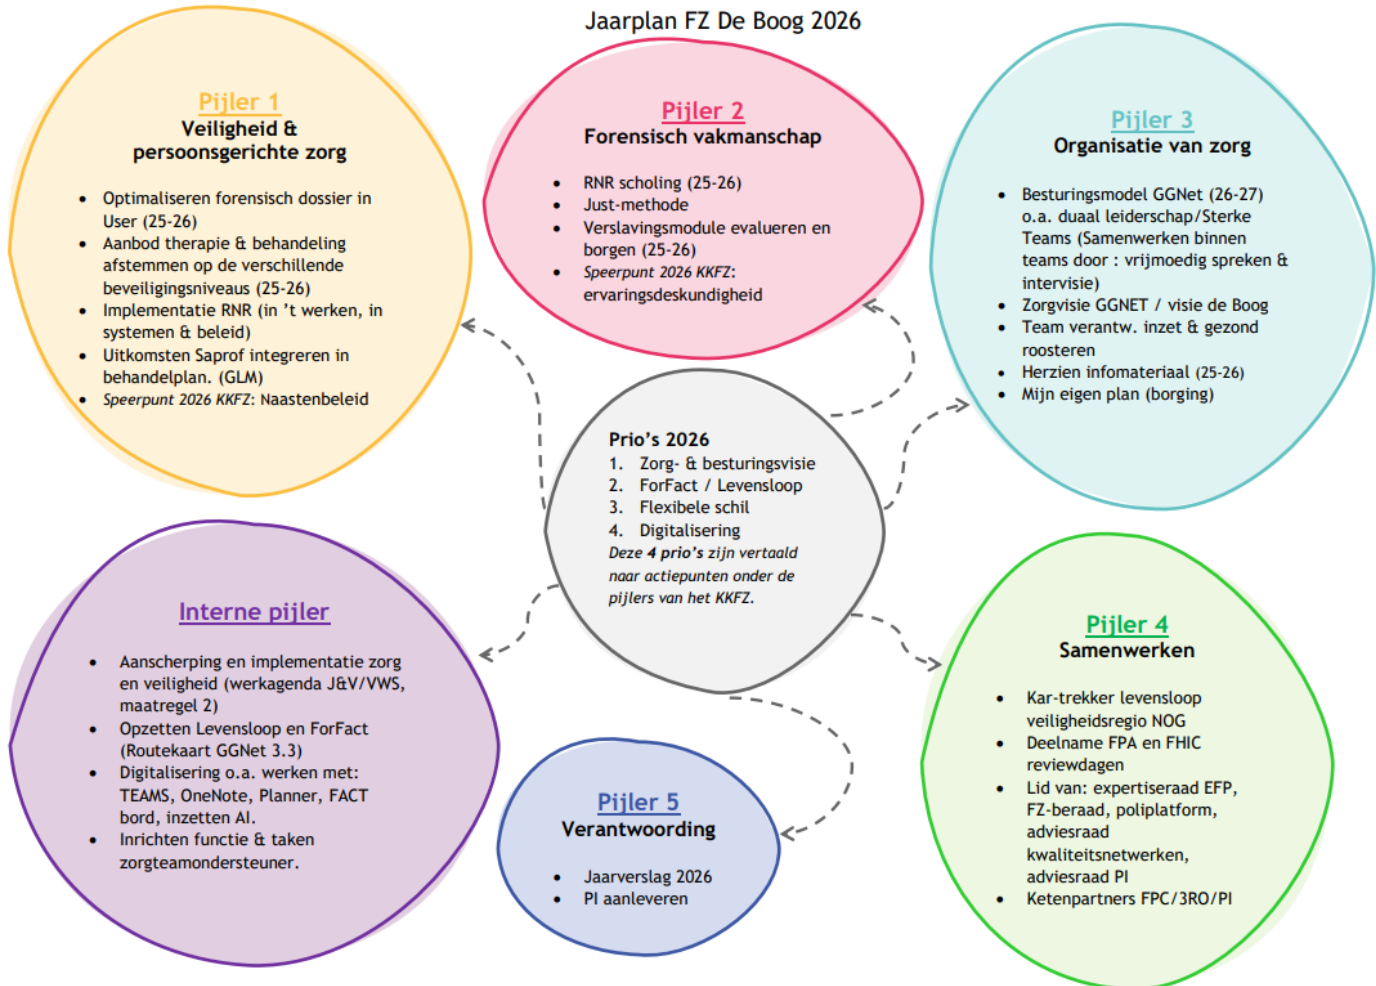 Jaarplan FZ De Boog 2026
Pijler 1
Veiligheid &
persoonsgerichte zorg
• Optimaliseren forensisch dossier in
User (25-26)
• Aanbod therapie & behandeling
afstemmen op de verschillende
beveiligingsniveaus (25-26)
• Implementatie RNR (in 't werken, in
systemen & beleid)
• Uitkomsten Saprof integreren in
behandelplan. (GLM)
• Speerpunt 2026 KKFZ: Naastenbeleid
Pijler 2
Forensisch vakmanschap
• RNR scholing (25-26)
• Just-methode
• Verslavingsmodule evalueren en
borgen (25-26)
• Speerpunt 2026 KKFZ:
ervaringsdeskundigheid
Pijler 3
Organisatie van zorg
• Besturingsmodel GGNet (26-27)
o.a. duaal leiderschap/Sterke
Teams (Samenwerken binnen
teams door : vrijmoedig spreken &
intervisie)
• Zorgvisie GGNET / visie de Boog
• Team verantw. inzet & gezond
roosteren
• Herzien infomateriaal (25-26)
• Mijn eigen plan (borging)
Prio's 2026
1. Zorg- & besturingsvisie
2. ForFact / Levensloop
3. Flexibele schil
4. Digitalisering
Deze 4 prio's zijn vertaald
naar actiepunten onder de
pijlers van het KKFZ.
Interne pijler
• Aanscherping en implementatie zorg
en veiligheid (werkagenda J&V/VWS,
maatregel 2)
• Opzetten Levensloop en ForFact
(Routekaart GGNet 3.3)
• Digitalisering o.a. werken met:
TEAMS, OneNote, Planner, FACT
bord, inzetten AI.
• Inrichten functie & taken
zorgteamondersteuner.
Pijler 5
Verantwoording
• Jaarverslag 2026
• PI aanleveren
Pijler 4
Samenwerken
• Kar-trekker levensloop
veiligheidsregio NOG
• Deelname FPA en FHIC
reviewdagen
• Lid van: expertiseraad EFP,
FZ-beraad, poliplatform,
adviesraad
kwaliteitsnetwerken,
adviesraad PI
• Ketenpartners FPC/3RO/PI